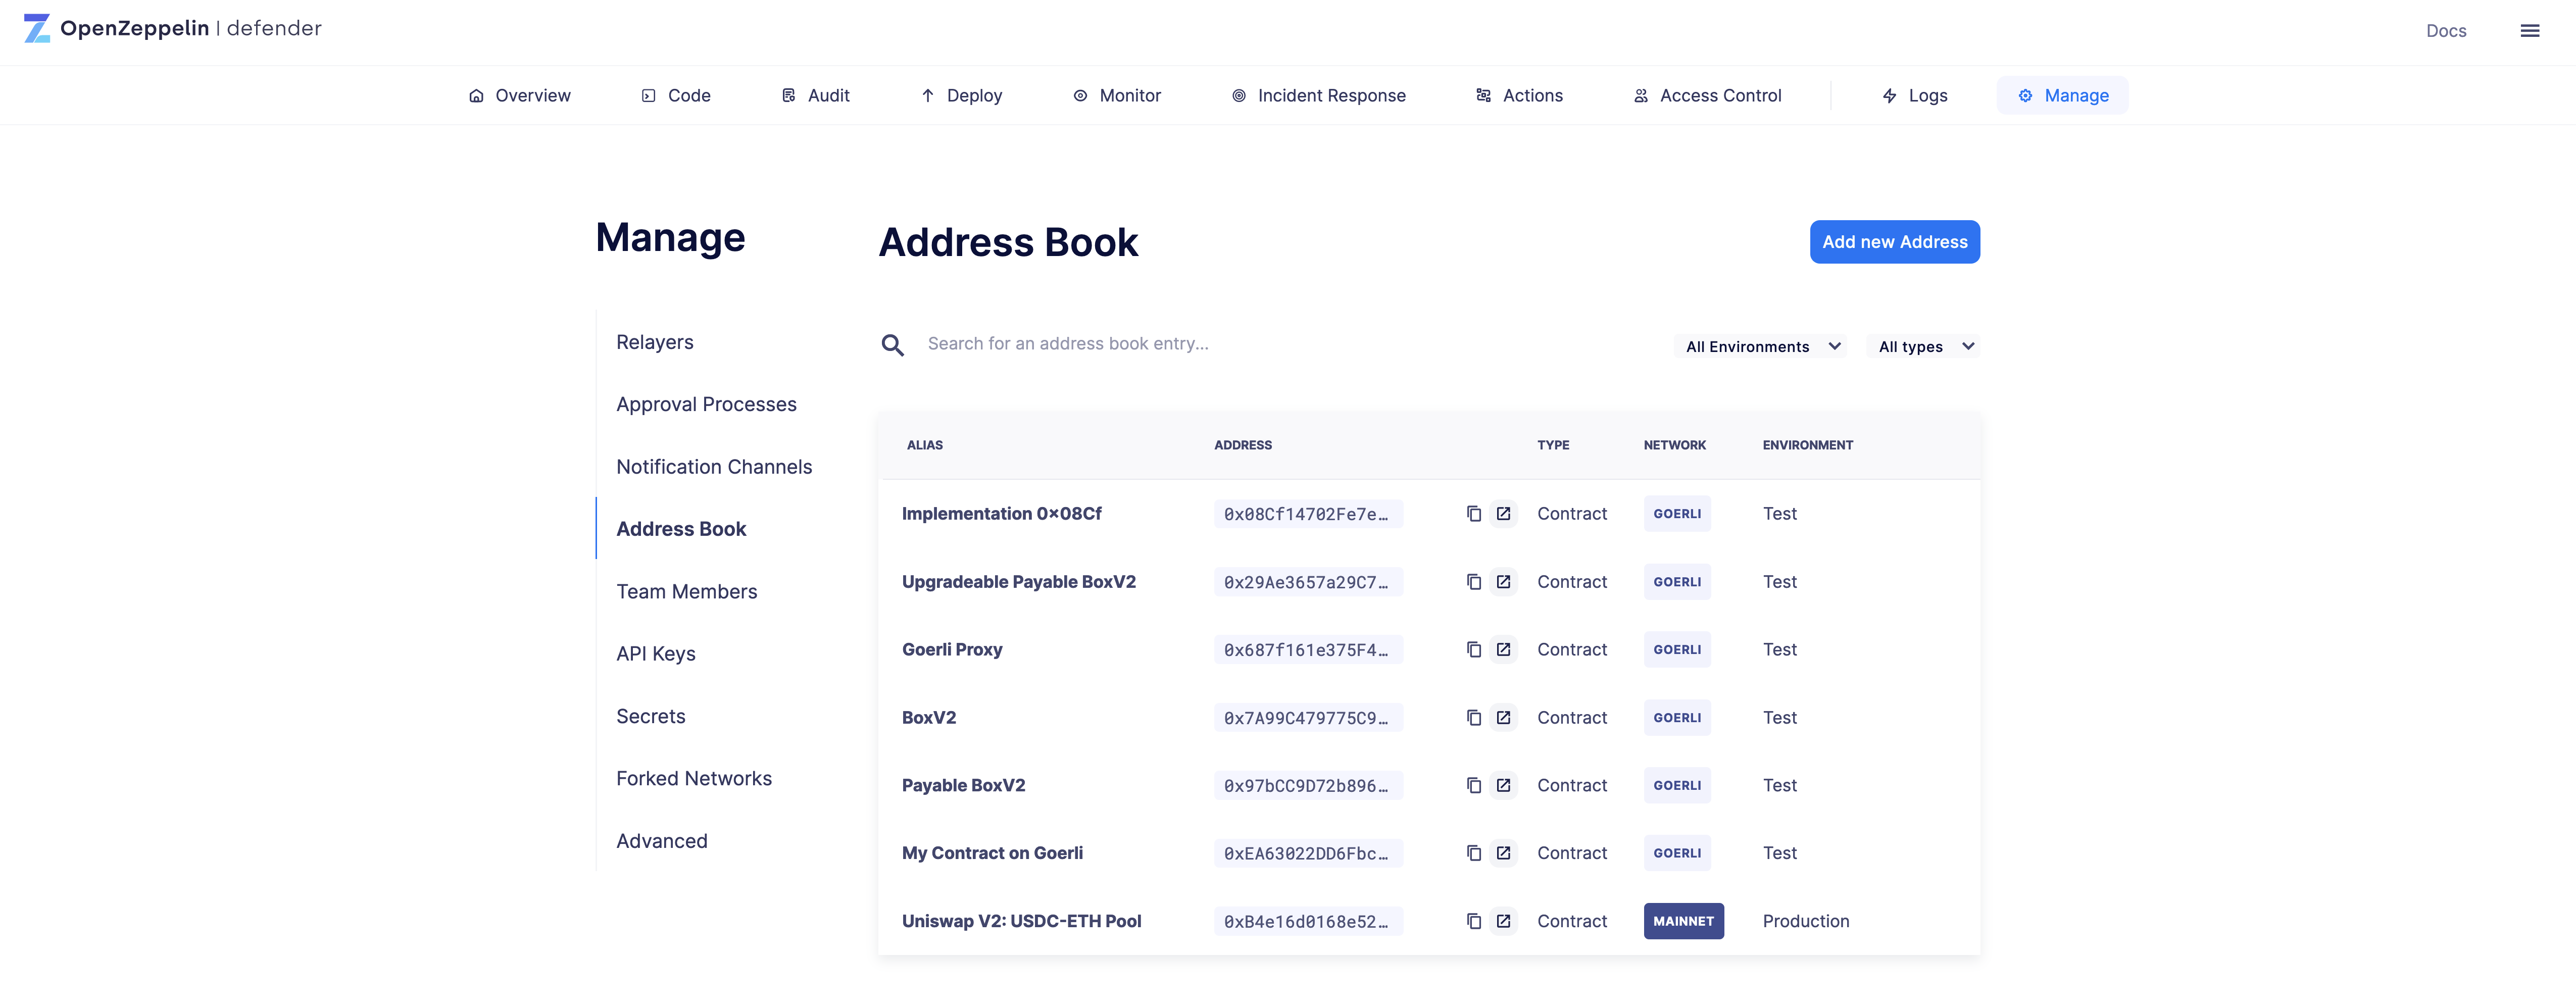 OpenZeppelin | defender
Docs
Overview
Code
Audit
Deploy
Monitor
Incident Response
Actions
Access Control
Logs
Manage
Manage
Relayers
Approval Processes
Notification Channels
Address Book
Team Members
API Keys
Secrets
Forked Networks
Advanced
Address Book
Add new Address
Search for an address book entry...
All Environments
All types
ALIAS ADDRESS TYPE NETWORK ENVIRONMENT
Implementation 0x08Cf 0x08Cf14702Fe7e… Contract GOERLI Test
Upgradeable Payable BoxV2 0x29Ae3657a29C7… Contract GOERLI Test
Goerli Proxy 0x687f161e375F4… Contract GOERLI Test
BoxV2 0x7A99C479775C9… Contract GOERLI Test
Payable BoxV2 0x97bCC9D72b896… Contract GOERLI Test
My Contract on Goerli 0xEA63022DD6Fbc… Contract GOERLI Test
Uniswap V2: USDC-ETH Pool 0xB4e16d0168e52… Contract MAINNET Production